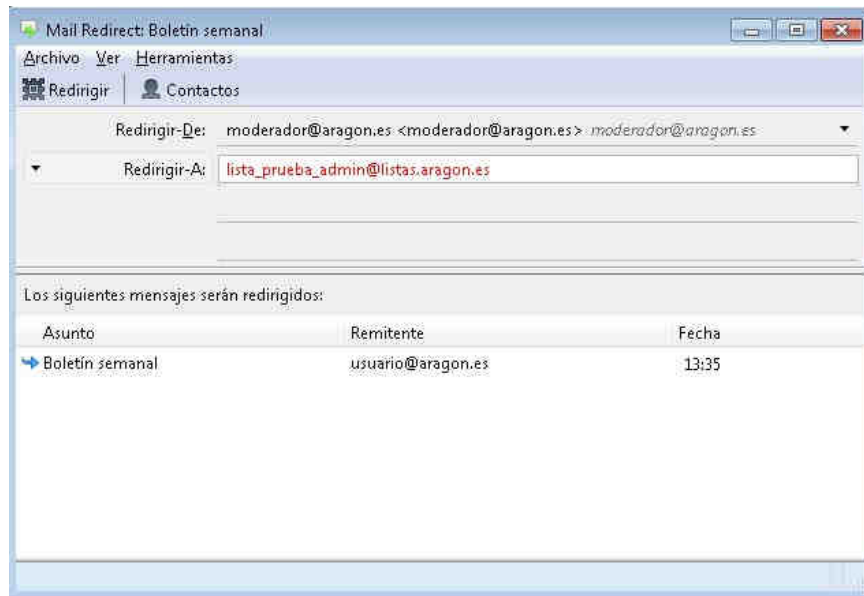 Mail Redirect: Boletín semanal
Archivo Ver Herramientas
Redirigir Contactos
Redirigir-De: moderador@aragon.es <moderador@aragon.es> moderador@aragon.es
Redirigir-A: lista_prueba_admin@listas.aragon.es
Los siguientes mensajes serán redirigidos:
Asunto Remitente Fecha
Boletín semanal usuario@aragon.es 13:35